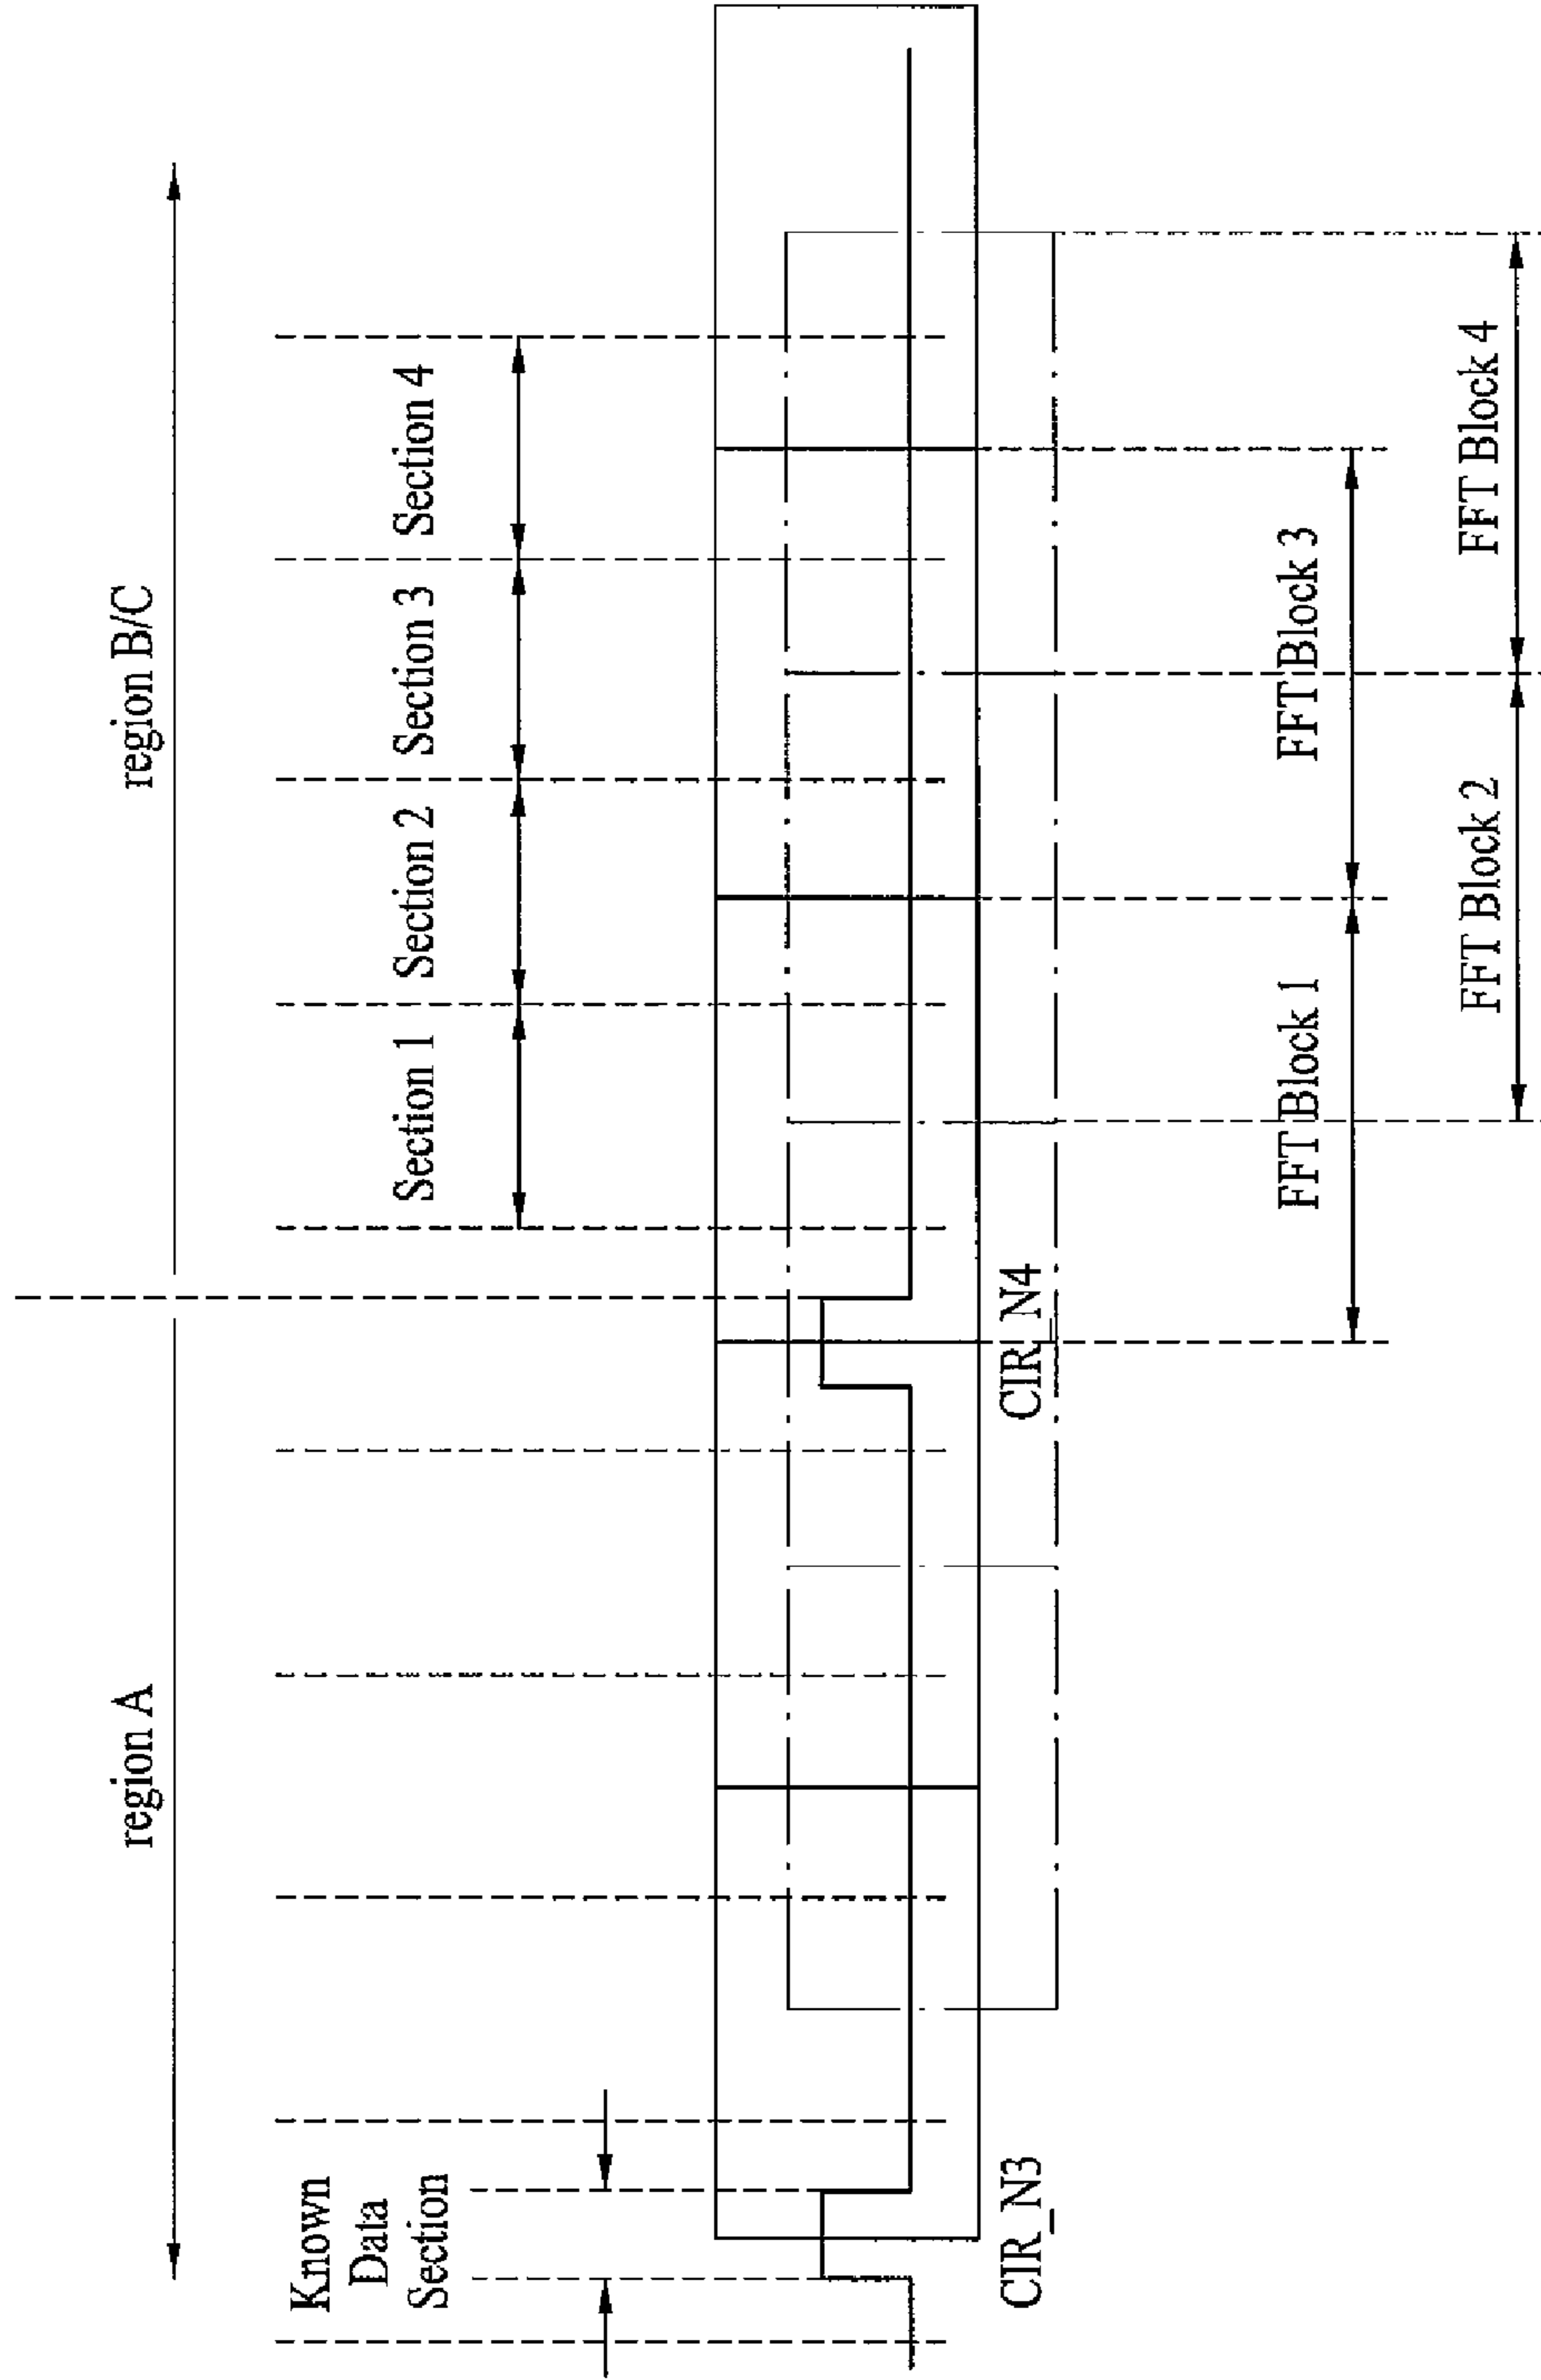 region A
region B/C
Known
Data
Section
Section 1
Section 2
Section 3
Section 4
CIR_N3
CIR_N4
FFT Block 1
FFT Block 3
FFT Block 2
FFT Block 4